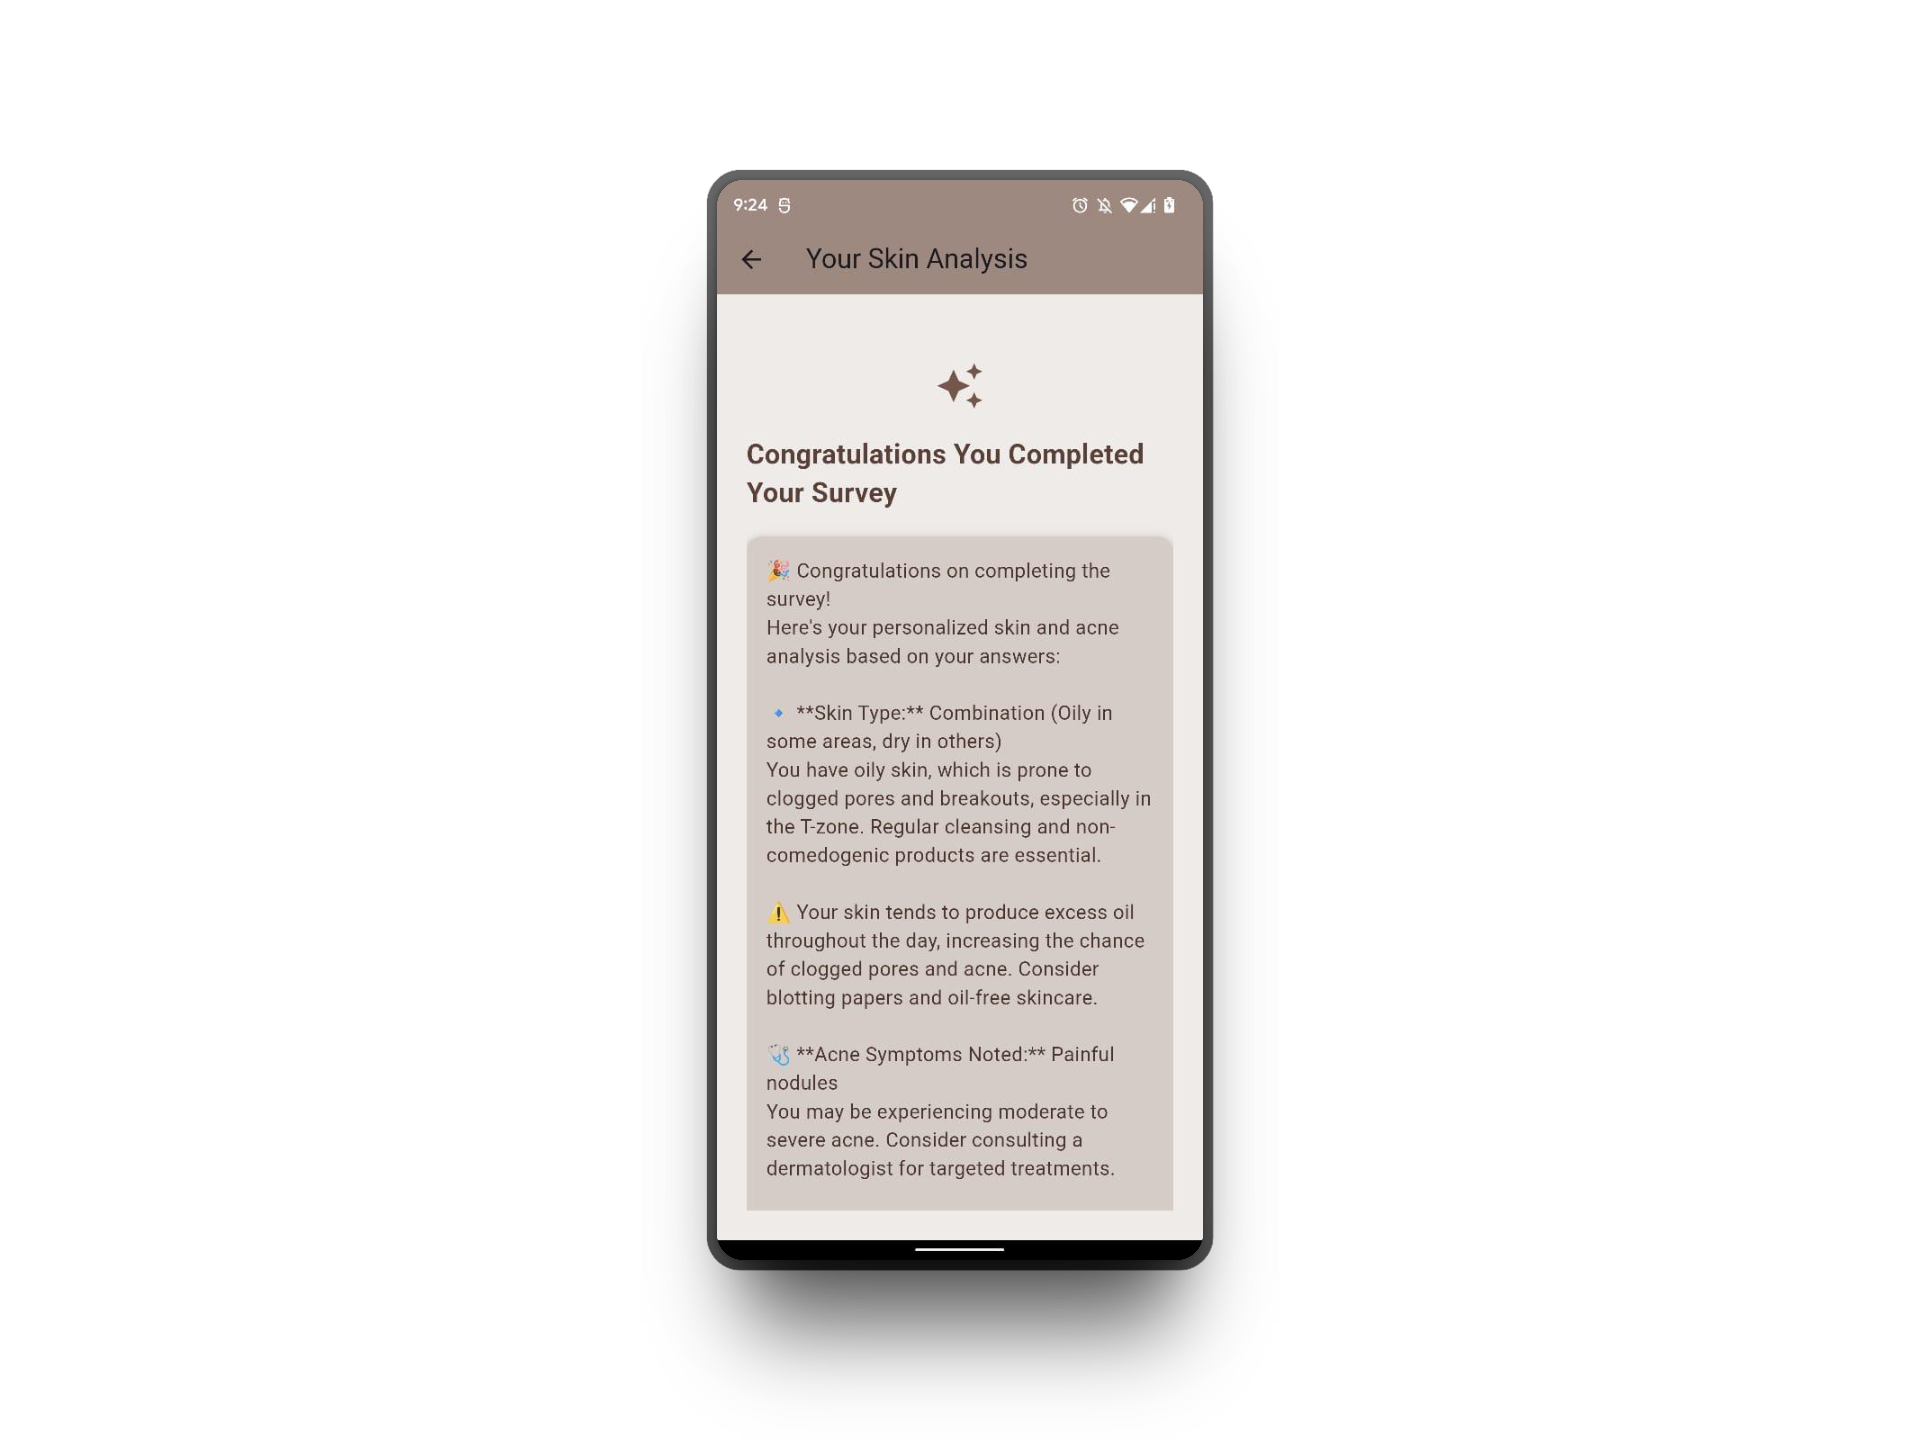 9:24
Your Skin Analysis
Congratulations You Completed
Your Survey
🎉 Congratulations on completing the
survey!
Here's your personalized skin and acne
analysis based on your answers:
🔹 **Skin Type:** Combination (Oily in
some areas, dry in others)
You have oily skin, which is prone to
clogged pores and breakouts, especially in
the T-zone. Regular cleansing and non-
comedogenic products are essential.
⚠️ Your skin tends to produce excess oil
throughout the day, increasing the chance
of clogged pores and acne. Consider
blotting papers and oil-free skincare.
🩺 **Acne Symptoms Noted:** Painful
nodules
You may be experiencing moderate to
severe acne. Consider consulting a
dermatologist for targeted treatments.